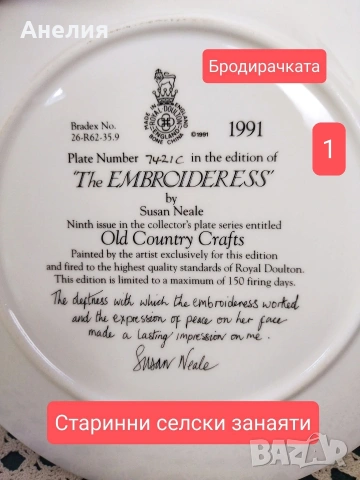 Анелия
Бродирачката
1
MADE IN ENGLAND
ROYAL DOULTON
ENGLAND
BONE CHINA
©1991
Bradex No.
26-R62-35.9
1991
Plate Number 7421C in the edition of
'The EMBROIDERESS'
by
Susan Neale
Ninth issue in the collector's plate series entitled
Old Country Crafts
Painted by the artist exclusively for this edition
and fired to the highest quality standards of Royal Doulton.
This edition is limited to a maximum of 150 firing days.
The deftness with which the embroideress worked
and the expression of peace on her face
made a lasting impression on me.
Susan Neale
Старинни селски занаяти
BAZAR
bg